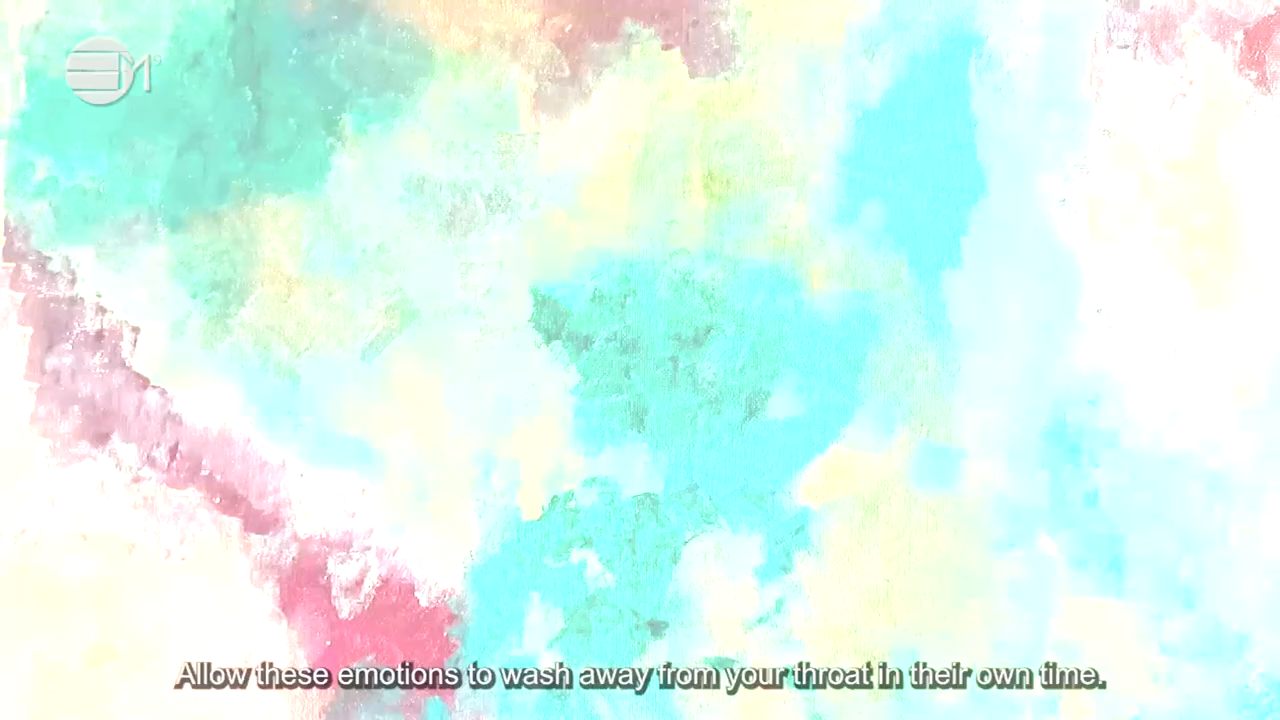 Allow these emotions to wash away from your throat in their own time.